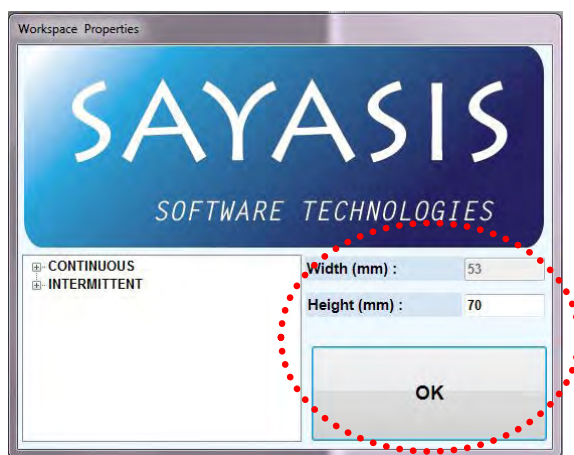 Workspace Properties
SAYASIS
SOFTWARE TECHNOLOGIES
CONTINUOUS
INTERMITTENT
Width (mm) : 53
Height (mm) : 70
OK